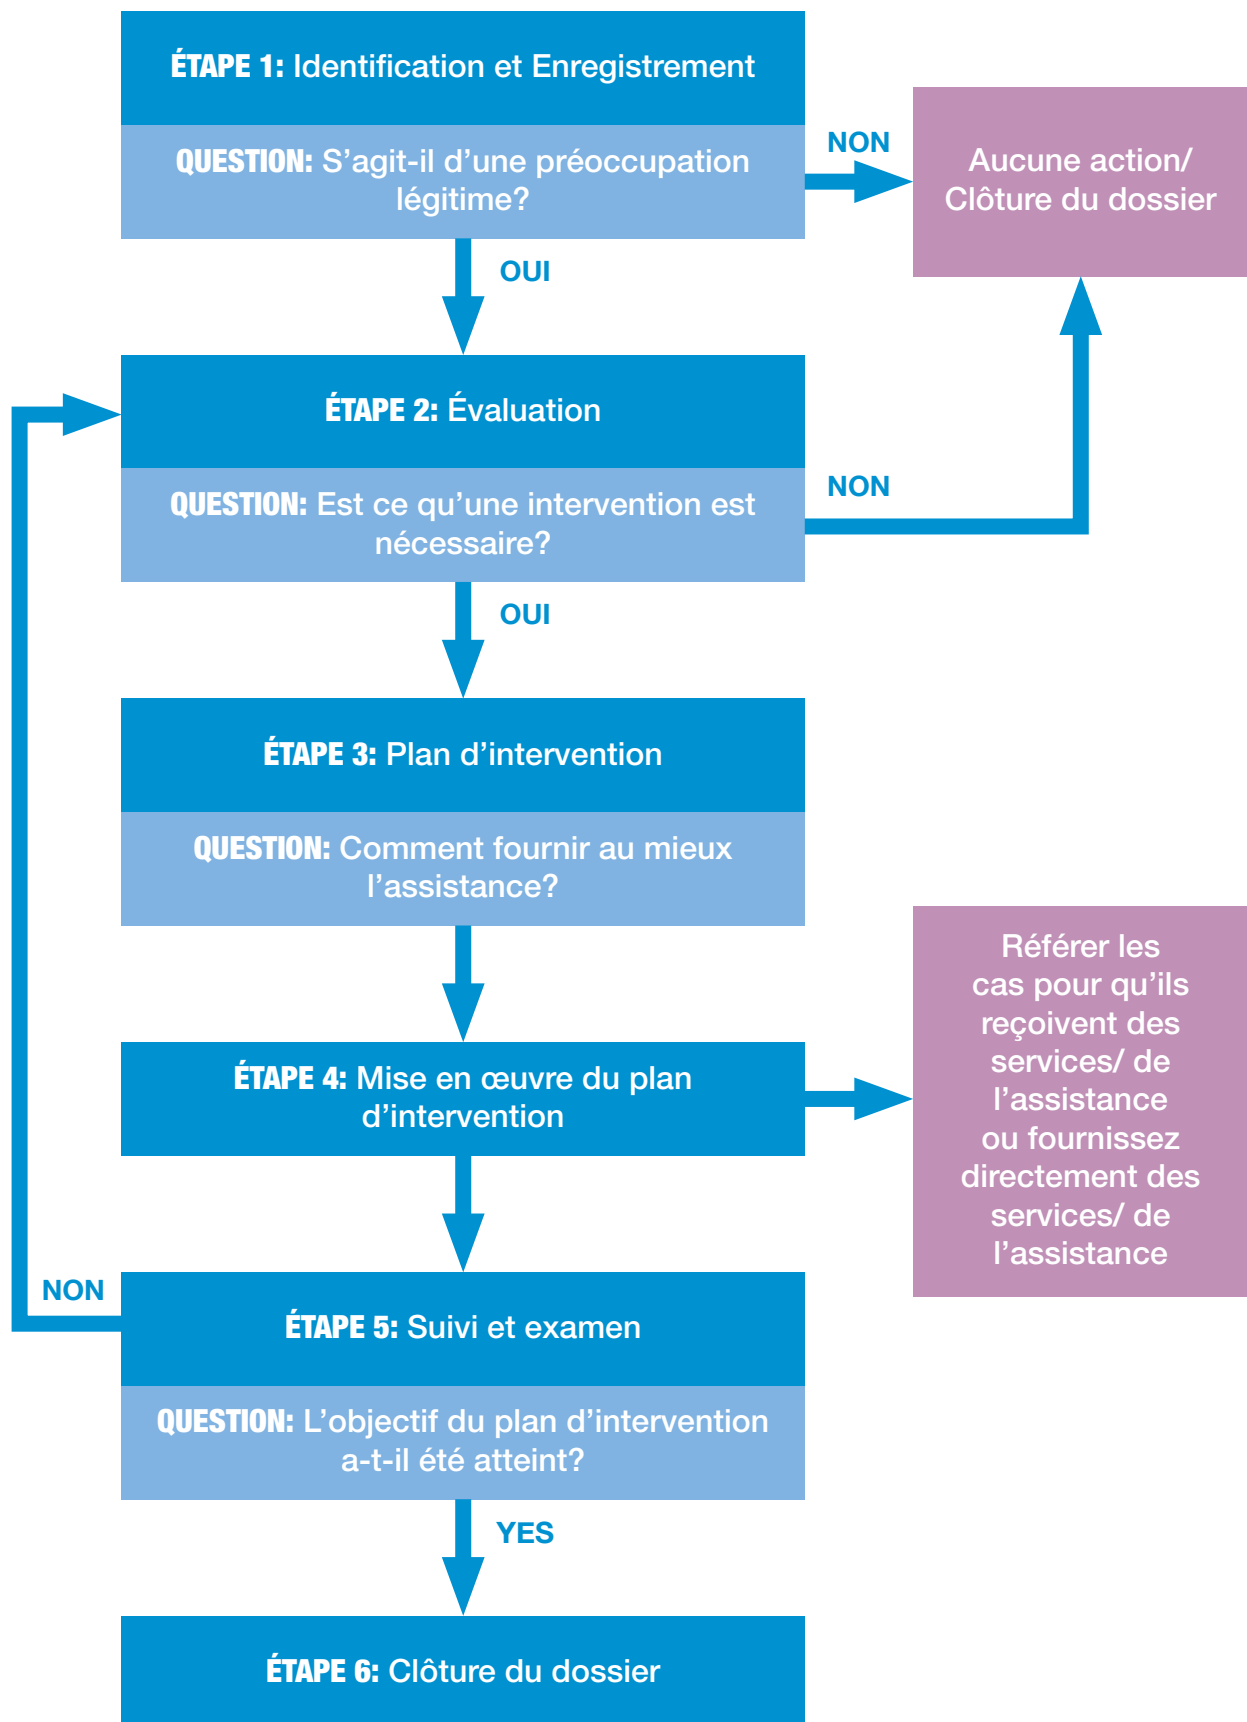 ÉTAPE 1: Identification et Enregistrement
QUESTION: S’agit-il d’une préoccupation
légitime?
NON
Aucune action/
Clôture du dossier
OUI
ÉTAPE 2: Évaluation
QUESTION: Est ce qu’une intervention est
nécessaire?
NON
OUI
ÉTAPE 3: Plan d’intervention
QUESTION: Comment fournir au mieux
l’assistance?
ÉTAPE 4: Mise en œuvre du plan
d’intervention
Référer les
cas pour qu’ils
reçoivent des
services/ de
l’assistance
ou fournissez
directement des
services/ de
l’assistance
NON
ÉTAPE 5: Suivi et examen
QUESTION: L’objectif du plan d’intervention
a-t-il été atteint?
YES
ÉTAPE 6: Clôture du dossier